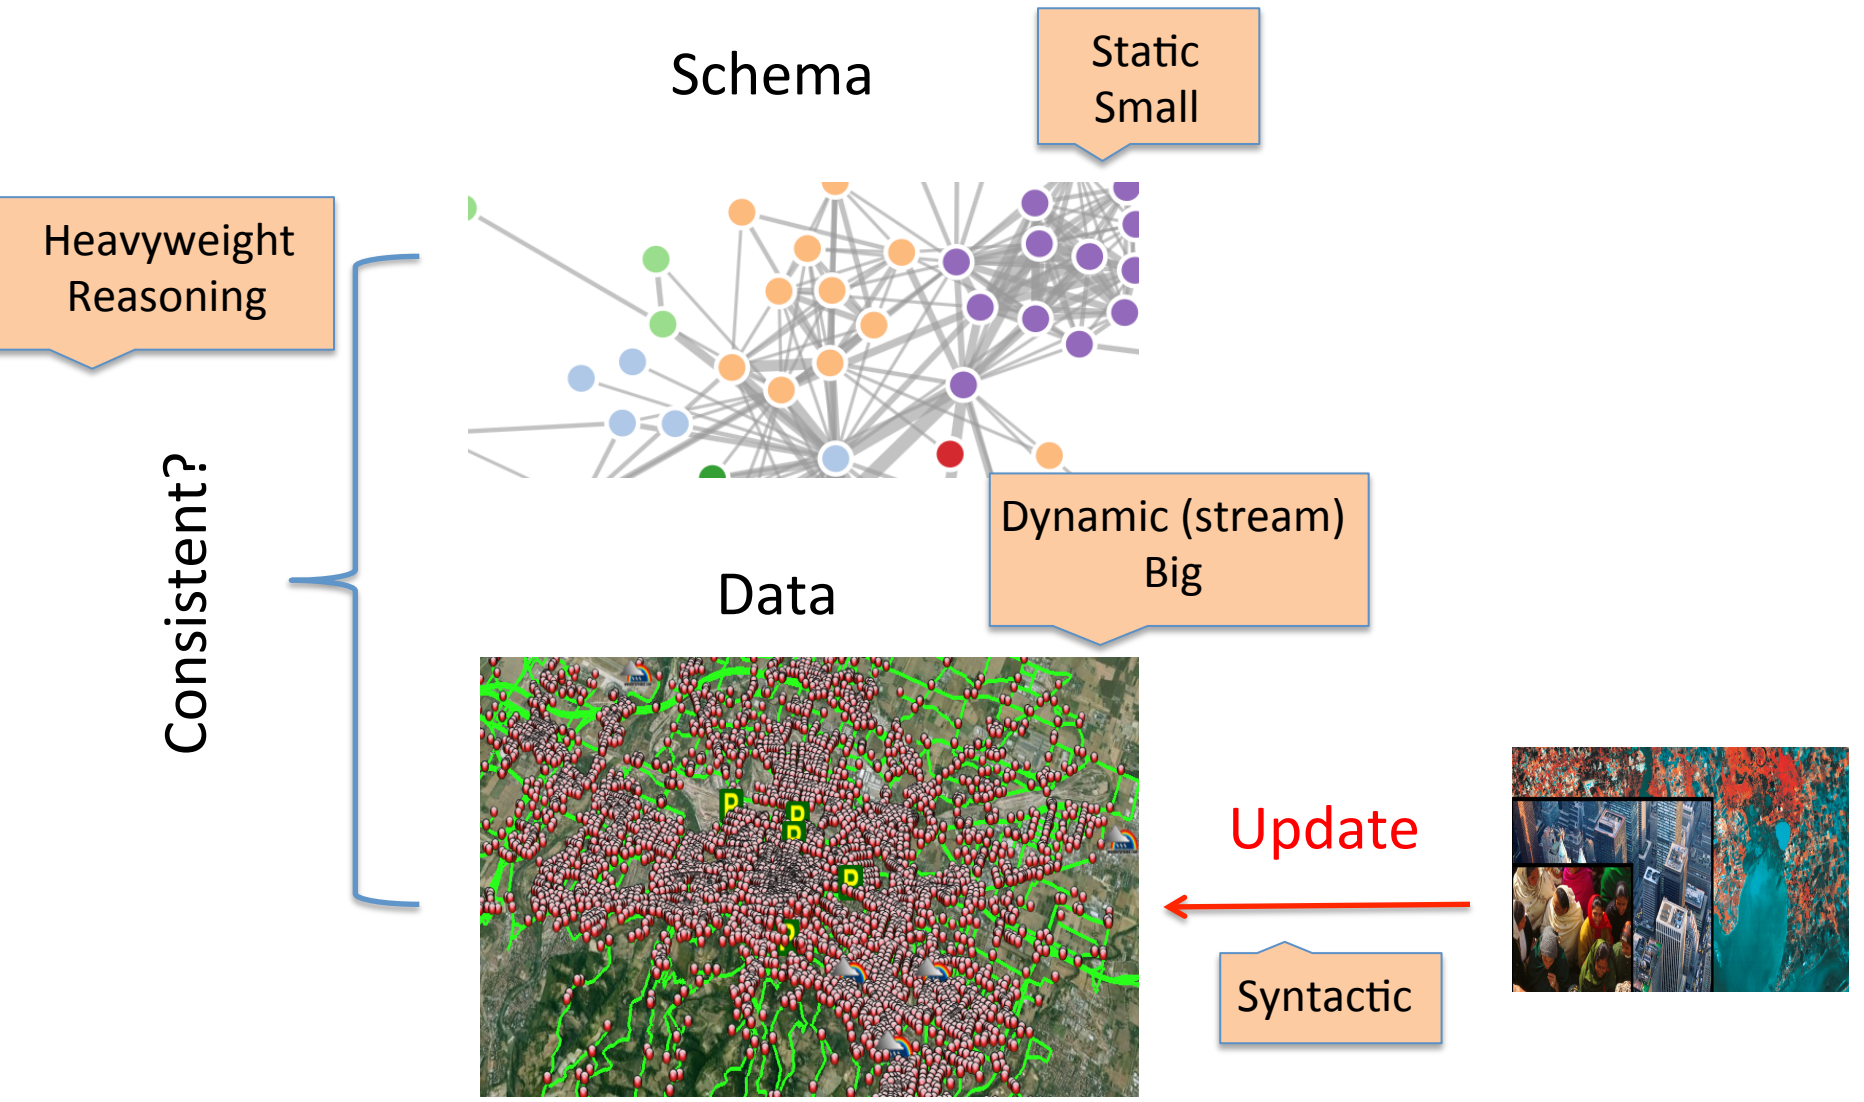 Schema
Static
Small
Heavyweight
Reasoning
Consistent?
Dynamic (stream)
Big
Data
P
P
P
P
P
Update
Syntactic